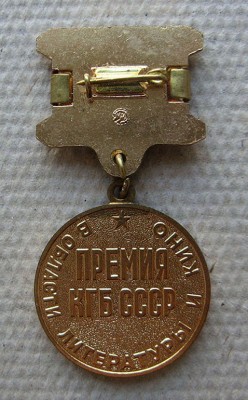 ПРЕМИЯ
КГБ СССР
В ОБЛАСТИ ЛИТЕРАТУРЫ И КИНО